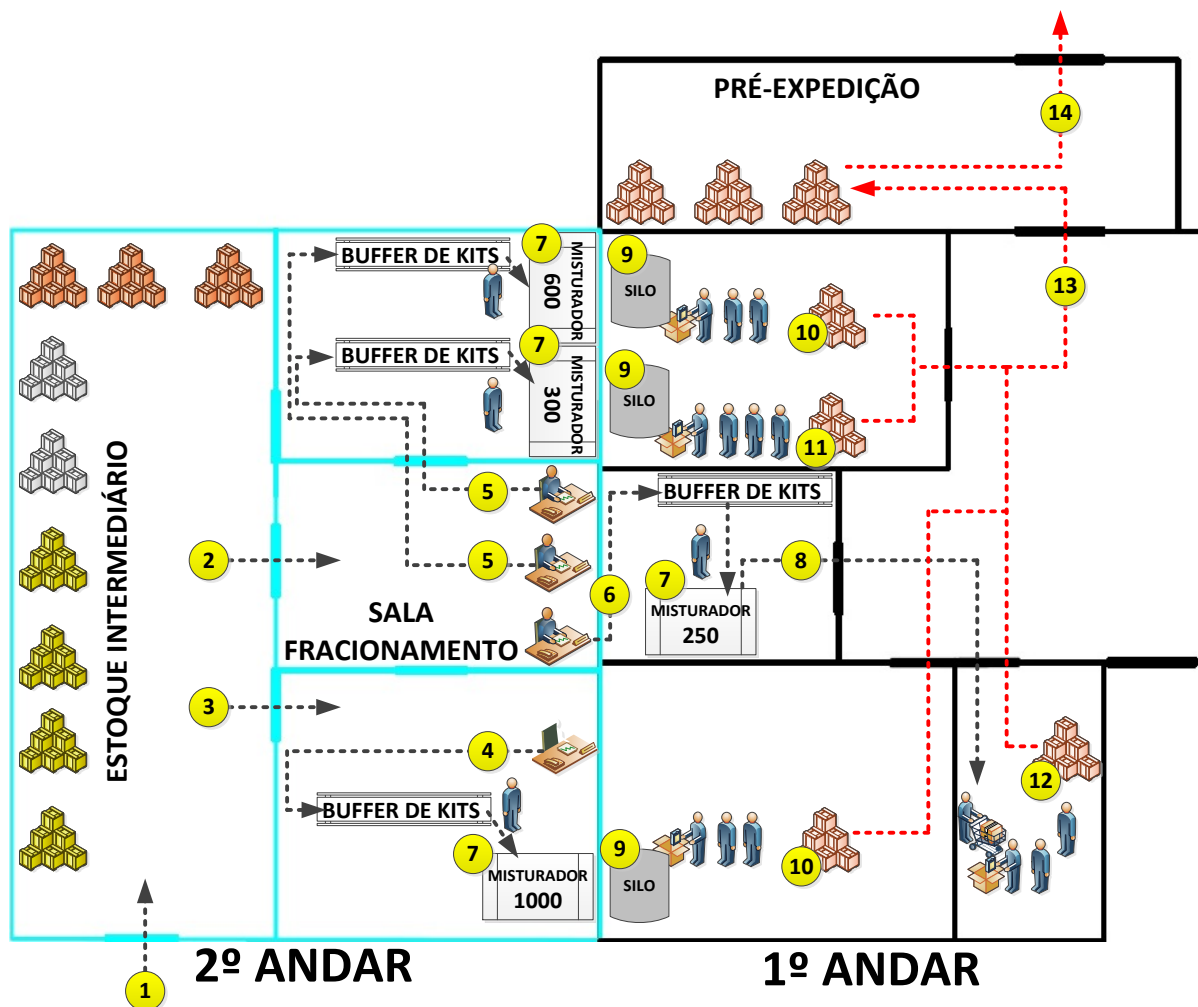 PRÉ-EXPEDIÇÃO
14
13
BUFFER DE KITS
7
MISTURADOR
600
9
SILO
10
BUFFER DE KITS
7
MISTURADOR
300
9
SILO
11
ESTOQUE INTERMEDIÁRIO
5
5
2
SALA
FRACIONAMENTO
6
BUFFER DE KITS
7
MISTURADOR
250
8
3
4
BUFFER DE KITS
7
MISTURADOR
1000
9
SILO
10
12
1
2º ANDAR
1º ANDAR